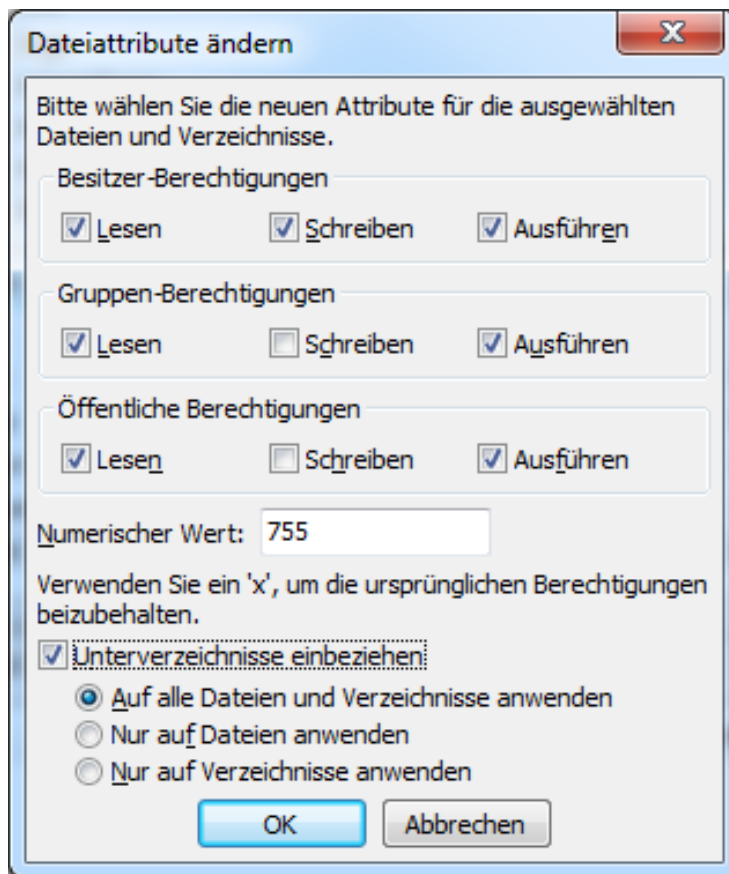 Dateiattribute ändern
Bitte wählen Sie die neuen Attribute für die ausgewählten
Dateien und Verzeichnisse.
Besitzer-Berechtigungen
Lesen Schreiben Ausführen
Gruppen-Berechtigungen
Lesen Schreiben Ausführen
Öffentliche Berechtigungen
Lesen Schreiben Ausführen
Numerischer Wert: 755
Verwenden Sie ein 'x', um die ursprünglichen Berechtigungen
beizubehalten.
Unterverzeichnisse einbeziehen
Auf alle Dateien und Verzeichnisse anwenden
Nur auf Dateien anwenden
Nur auf Verzeichnisse anwenden
OK Abbrechen